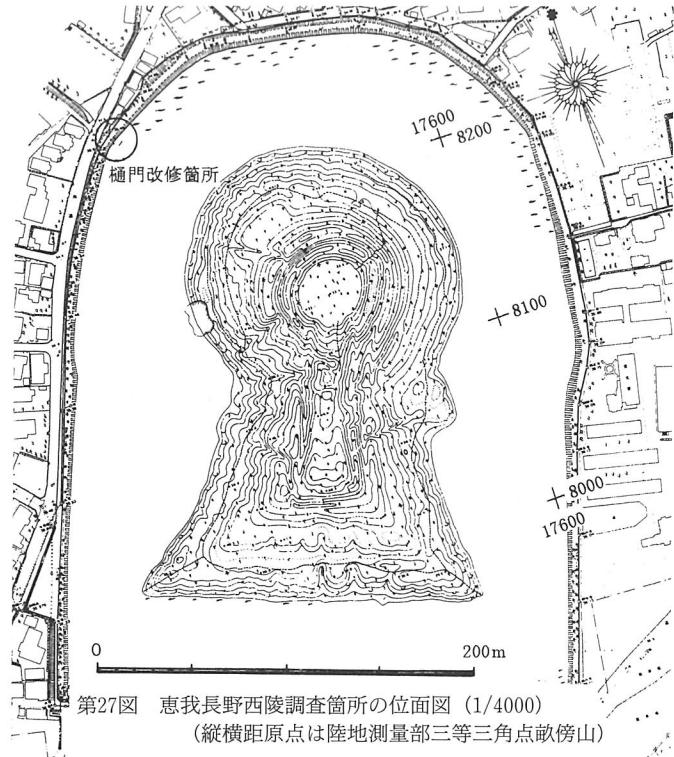 17600
8200
樋門改修箇所
8100
8000
17600
0 200m
第27図 恵我長野西陵調査箇所の位面図 (1/4000)
(縦横距原点は陸地測量部三等三角点畝傍山)